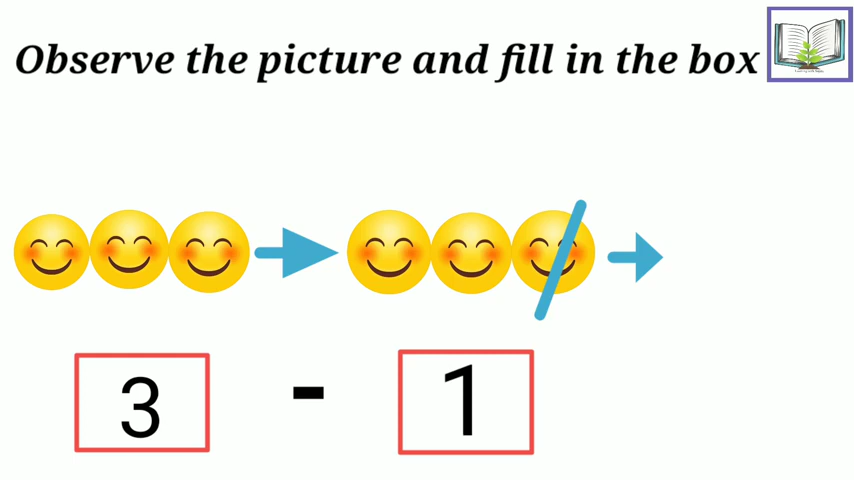 Observe the picture and fill in the box
3 - 1